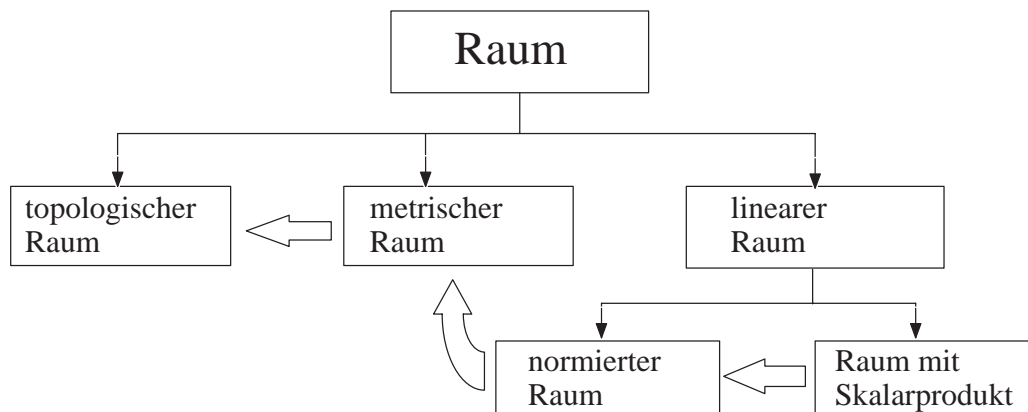 Raum
topologischer
Raum
metrischer
Raum
linearer
Raum
normierter
Raum
Raum mit
Skalarprodukt